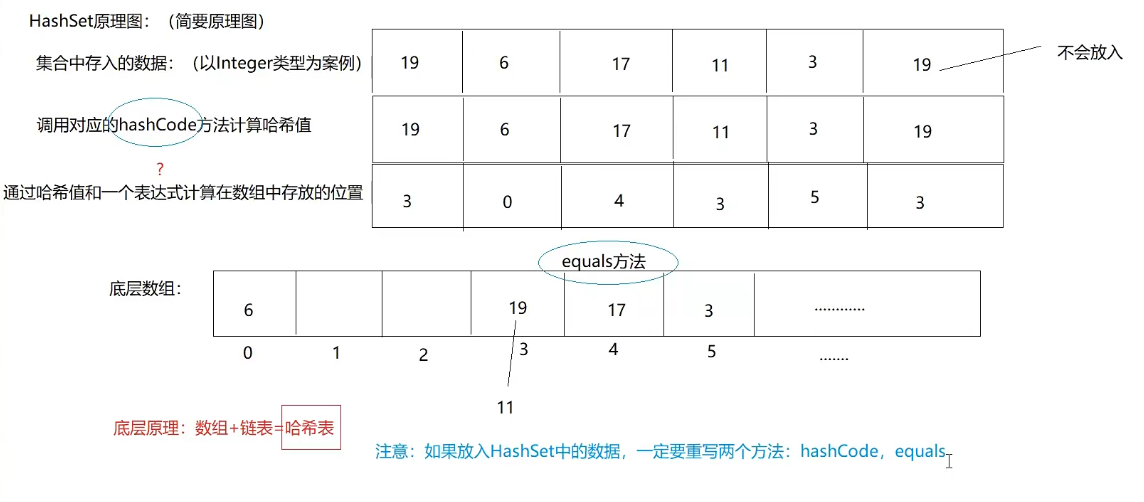 HashSet原理图：（简要原理图）
集合中存入的数据：（以Integer类型为案例） 19 6 17 11 3 19 不会放入
调用对应的hashCode方法计算哈希值 19 6 17 11 3 19
?
通过哈希值和一个表达式计算在数组中存放的位置 3 0 4 3 5 3
equals方法
底层数组： 6 19 17 3 ............
0 1 2 3 4 5 .......
11
底层原理：数组+链表=哈希表
注意：如果放入HashSet中的数据，一定要重写两个方法：hashCode，equals